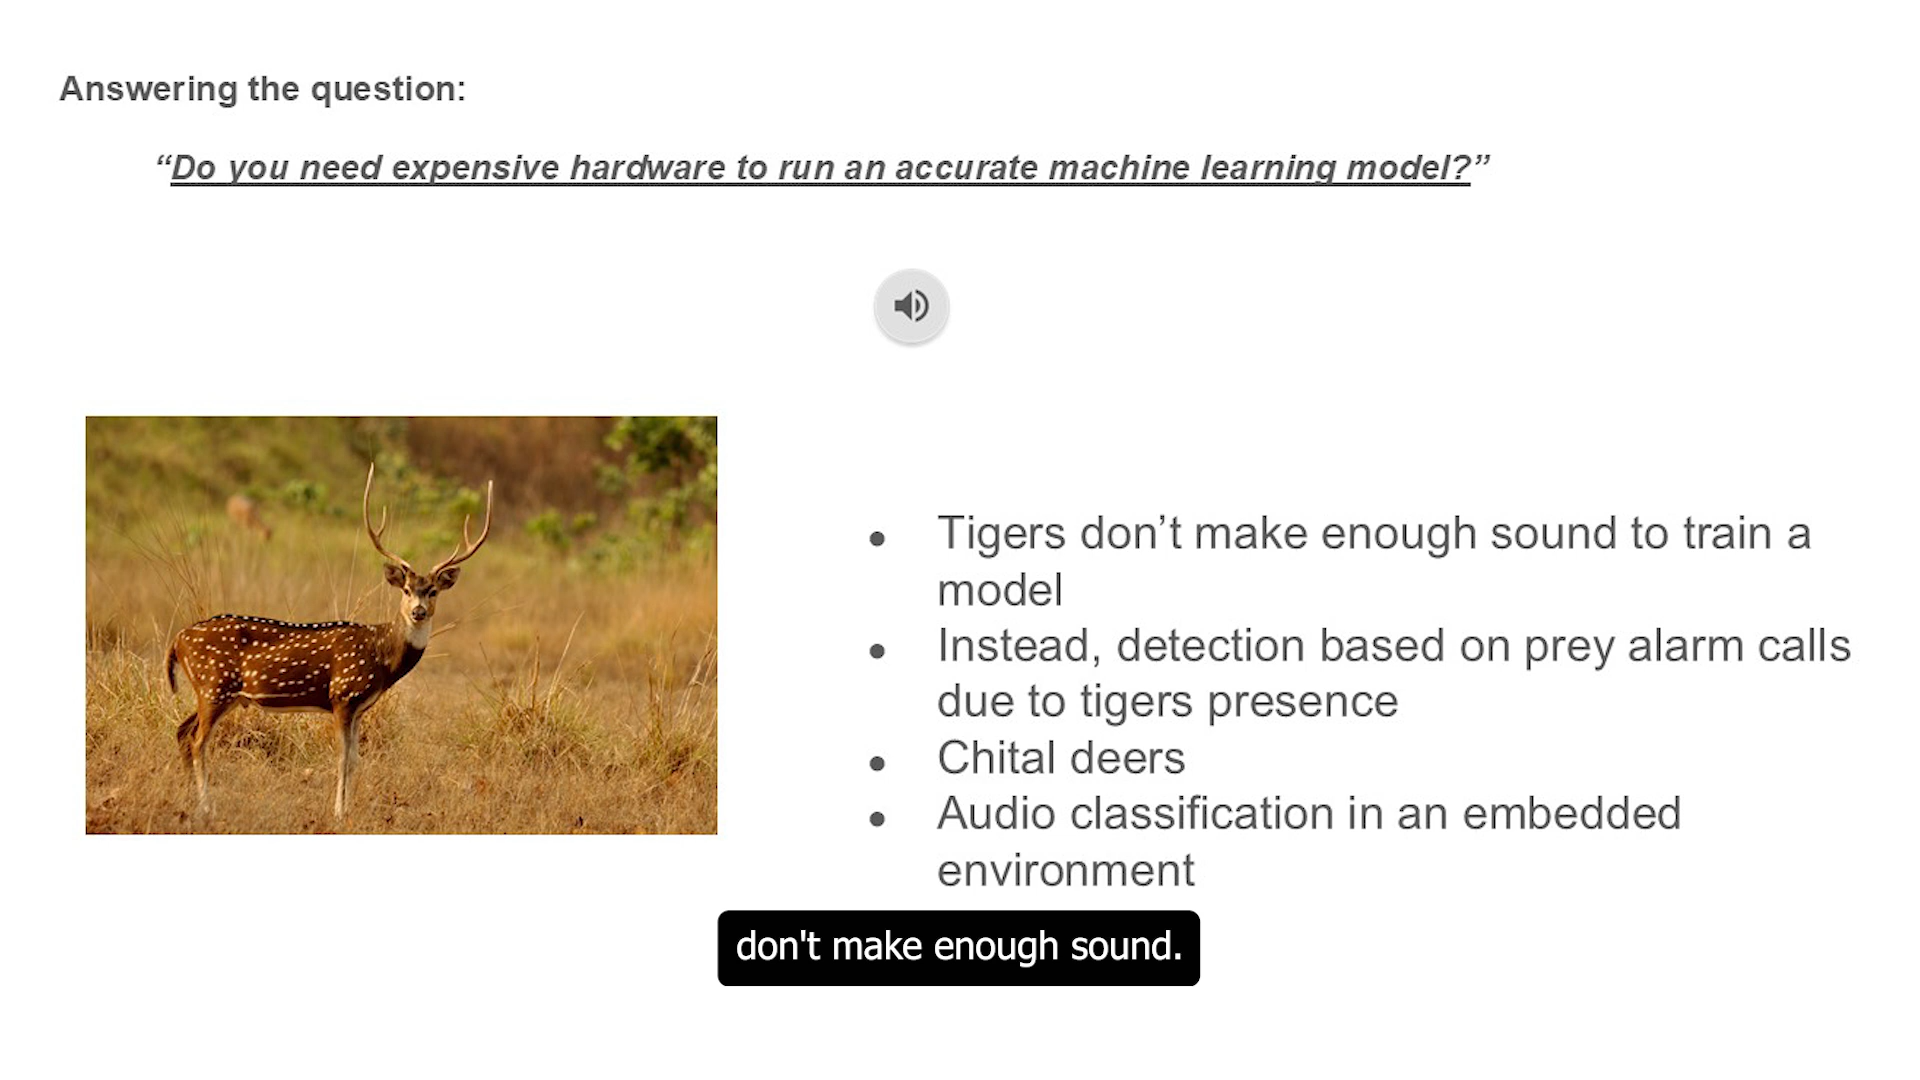 Answering the question:
“Do you need expensive hardware to run an accurate machine learning model?”
● Tigers don’t make enough sound to train a
model
● Instead, detection based on prey alarm calls
due to tigers presence
● Chital deers
● Audio classification in an embedded
environment
don't make enough sound.